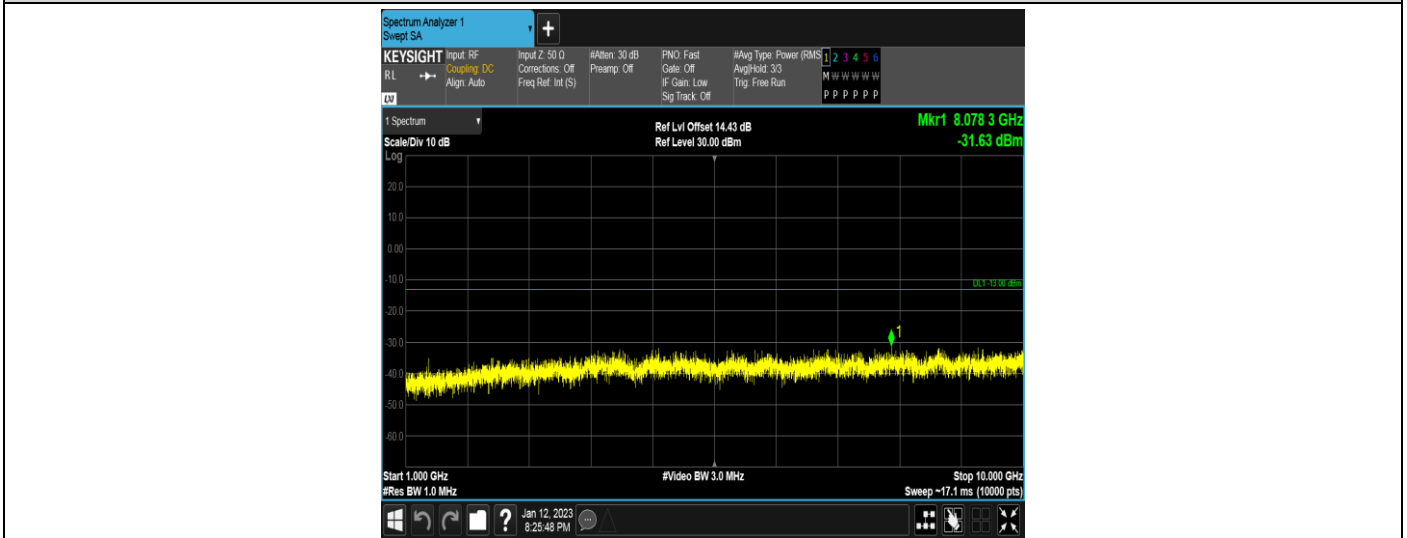 Spectrum Analyzer 1
Swept SA
+
KEYSIGHT
RL
LXI
Input: RF
Coupling: DC
Align: Auto
Input Z: 50 Ω
Corrections: Off
Freq Ref: Int (S)
#Atten: 30 dB
Preamp: Off
PNO: Fast
Gate: Off
IF Gain: Low
Sig Track: Off
#Avg Type: Power (RMS
Avg|Hold: 3/3
Trig: Free Run
1 2 3 4 5 6
M W W W W W
P P P P P P
1 Spectrum
Scale/Div 10 dB
Ref Lvl Offset 14.43 dB
Ref Level 30.00 dBm
Mkr1 8.078 3 GHz
-31.63 dBm
Log
20.0
10.0
0.00
-10.0
DL1 -13.00 dBm
-20.0
-30.0
1
-40.0
-50.0
-60.0
Start 1.000 GHz
#Video BW 3.0 MHz
Stop 10.000 GHz
#Res BW 1.0 MHz
Sweep ~17.1 ms (10000 pts)
?
Jan 12, 2023
8:25:48 PM